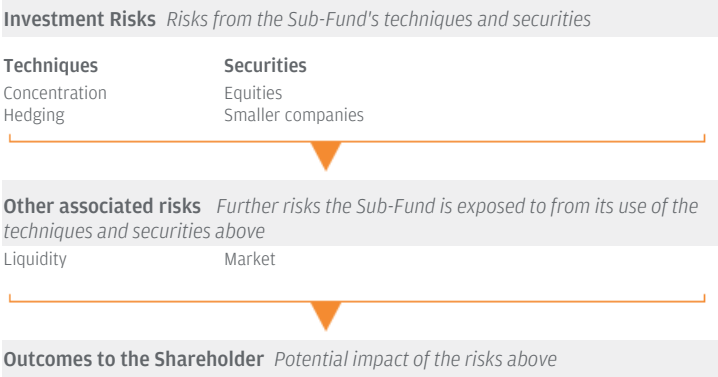 Investment Risks Risks from the Sub-Fund's techniques and securities
Techniques Securities
Concentration Equities
Hedging Smaller companies
Other associated risks Further risks the Sub-Fund is exposed to from its use of the
techniques and securities above
Liquidity Market
Outcomes to the Shareholder Potential impact of the risks above